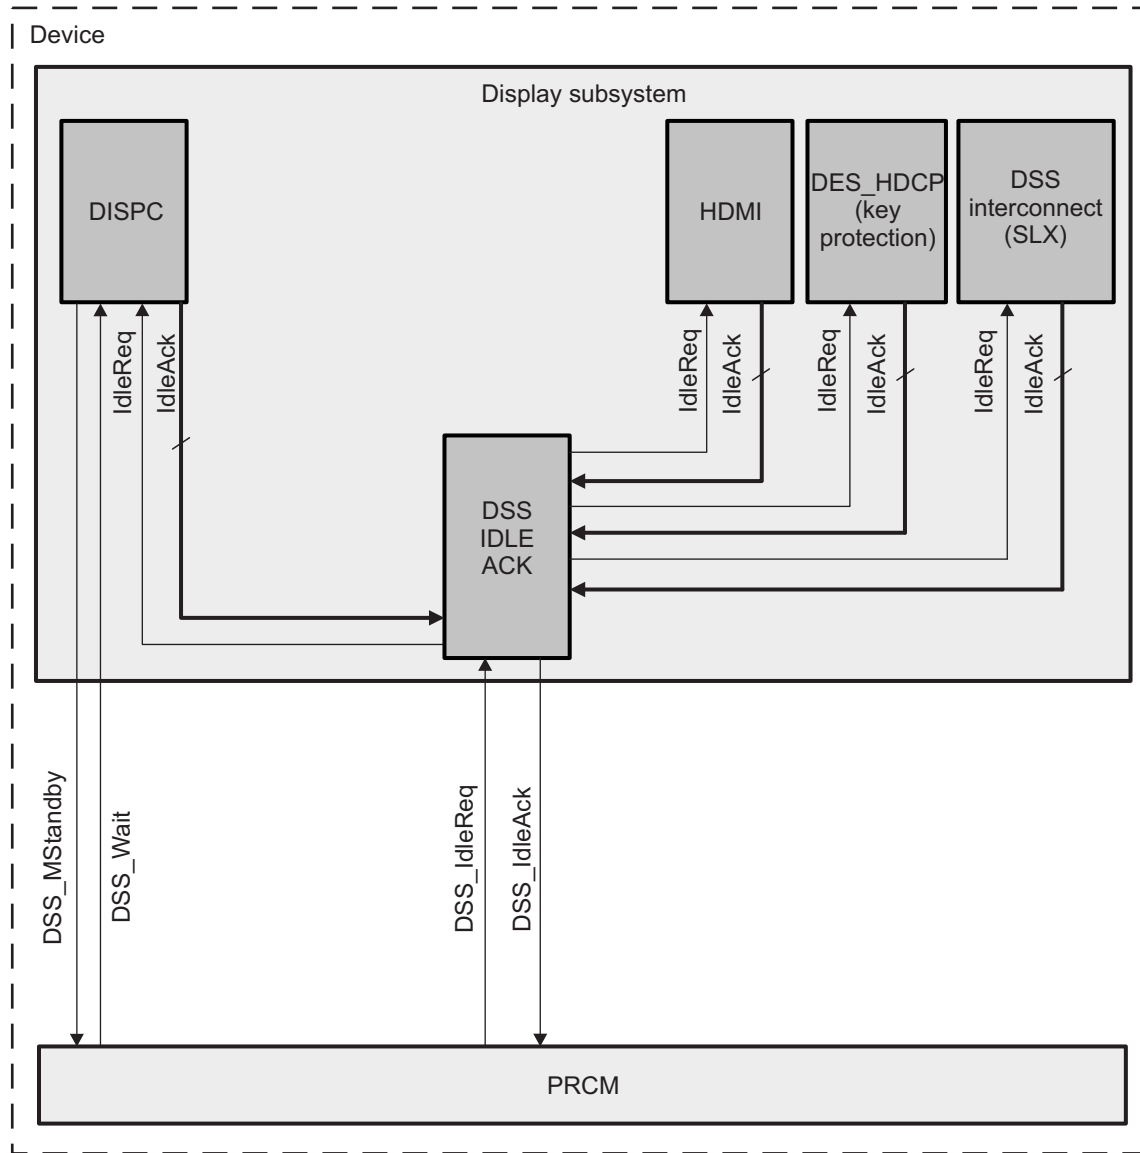 Device
Display subsystem
DISPC
HDMI
DES_HDCP
(key
protection)
DSS
interconnect
(SLX)
IdleReq
IdleAck
IdleReq
IdleAck
IdleReq
IdleAck
IdleReq
IdleAck
DSS
IDLE
ACK
DSS_MStandby
DSS_Wait
DSS_IdleReq
DSS_IdleAck
PRCM